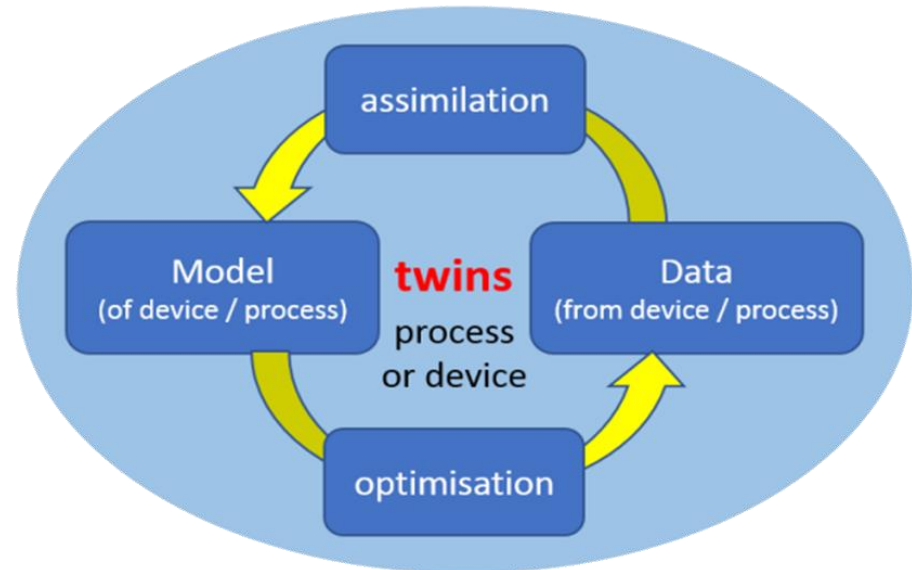 assimilation
Model
(of device / process)
twins
process
or device
Data
(from device / process)
optimisation